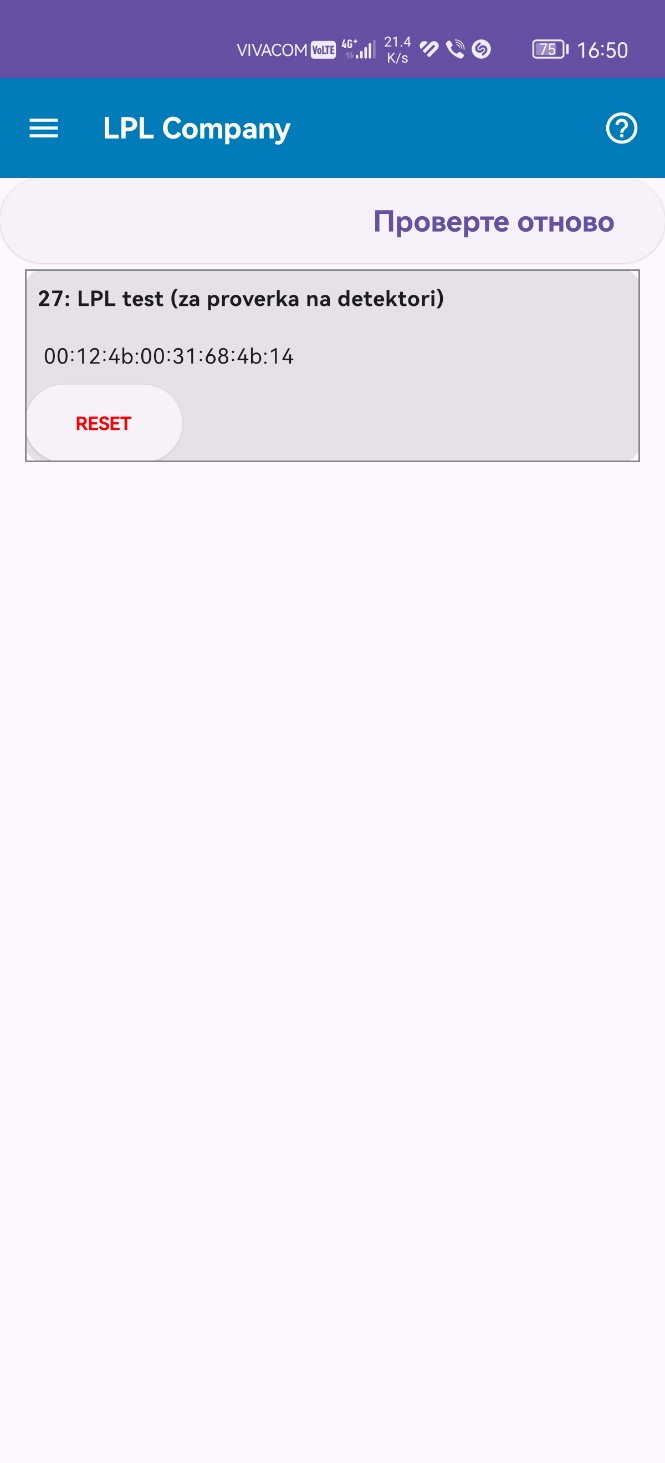 VIVACOM VoLTE 4G+ 21.4 K/s 75 16:50
LPL Company
Проверте отново
27: LPL test (za proverka na detektori)
00:12:4b:00:31:68:4b:14
RESET